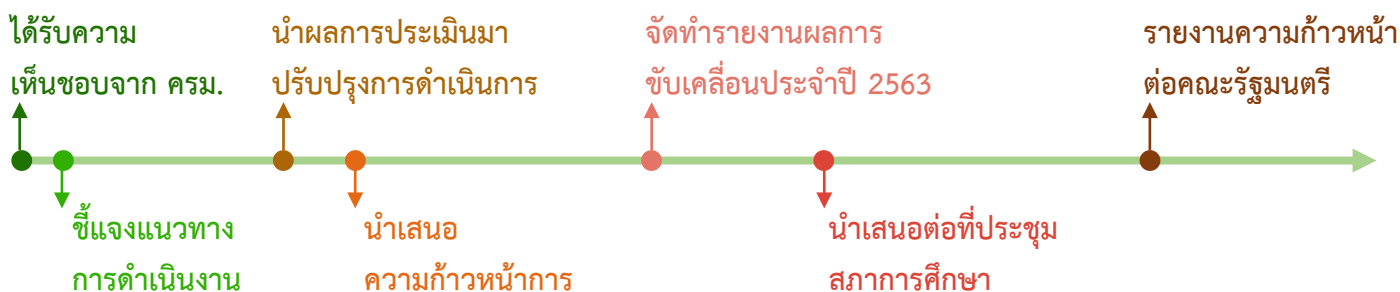 ได้รับความ
เห็นชอบจาก ครม.
นำผลการประเมินมา
ปรับปรุงการดำเนินการ
จัดทำรายงานผลการ
ขับเคลื่อนประจำปี 2563
รายงานความก้าวหน้า
ต่อคณะรัฐมนตรี
ชี้แจงแนวทาง
การดำเนินงาน
นำเสนอ
ความก้าวหน้าการ
นำเสนอต่อที่ประชุม
สภาการศึกษา